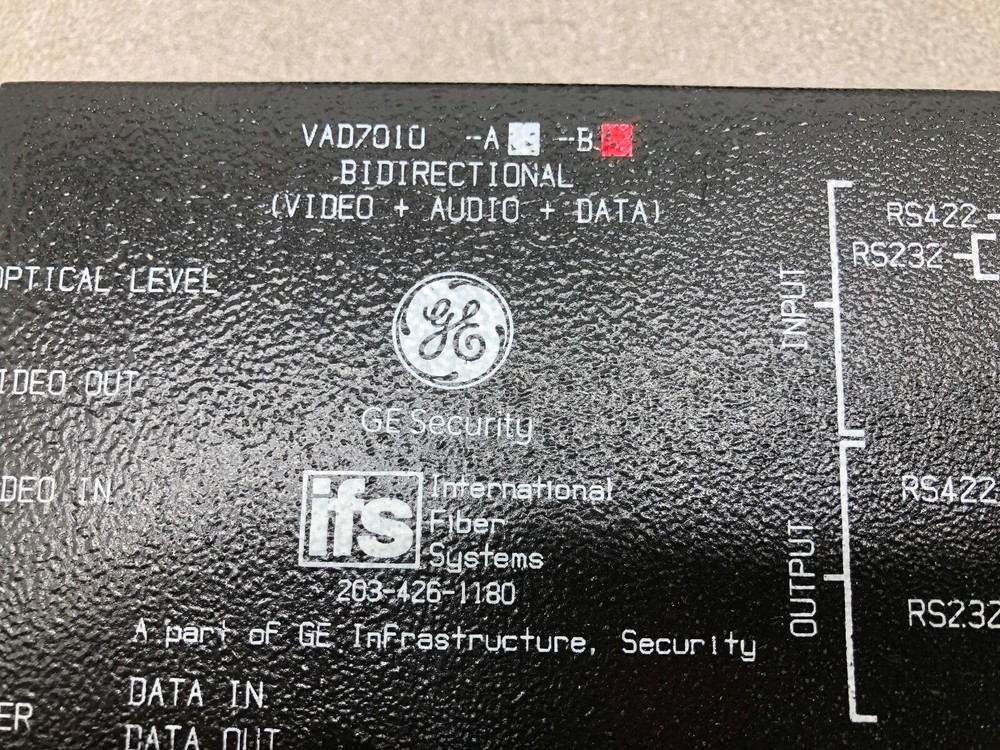 VAD7010 -A -B
BIDIRECTIONAL
(VIDEO + AUDIO + DATA)
RS422
RS232
OPTICAL LEVEL
INPUT
GE
IDEO OUT
GE Security
DEO IN
ifs International
Fiber
Systems
RS422
OUTPUT
203-426-1180
RS232
A part of GE Infrastructure, Security
DATA IN
ER
DATA OUT